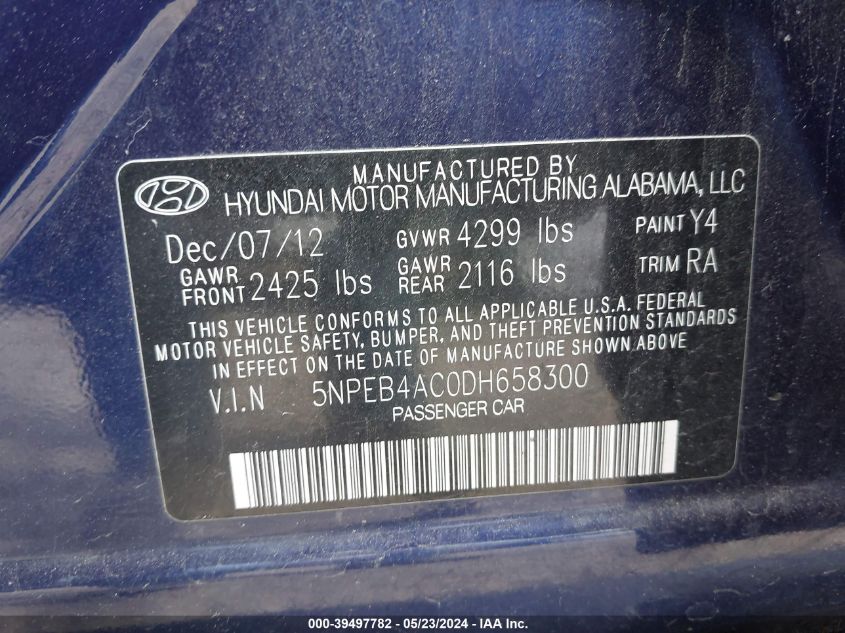 MANUFACTURED BY
HYUNDAI MOTOR MANUFACTURING ALABAMA, LLC
Dec/07/12 GVWR 4299 lbs PAINT Y4
GAWR FRONT 2425 lbs GAWR REAR 2116 lbs TRIM RA
THIS VEHICLE CONFORMS TO ALL APPLICABLE U.S.A. FEDERAL
MOTOR VEHICLE SAFETY, BUMPER, AND THEFT PREVENTION STANDARDS
IN EFFECT ON THE DATE OF MANUFACTURE SHOWN ABOVE
V.I.N 5NPEB4AC0DH658300
PASSENGER CAR
000-39497782 - 05/23/2024 - IAA Inc.